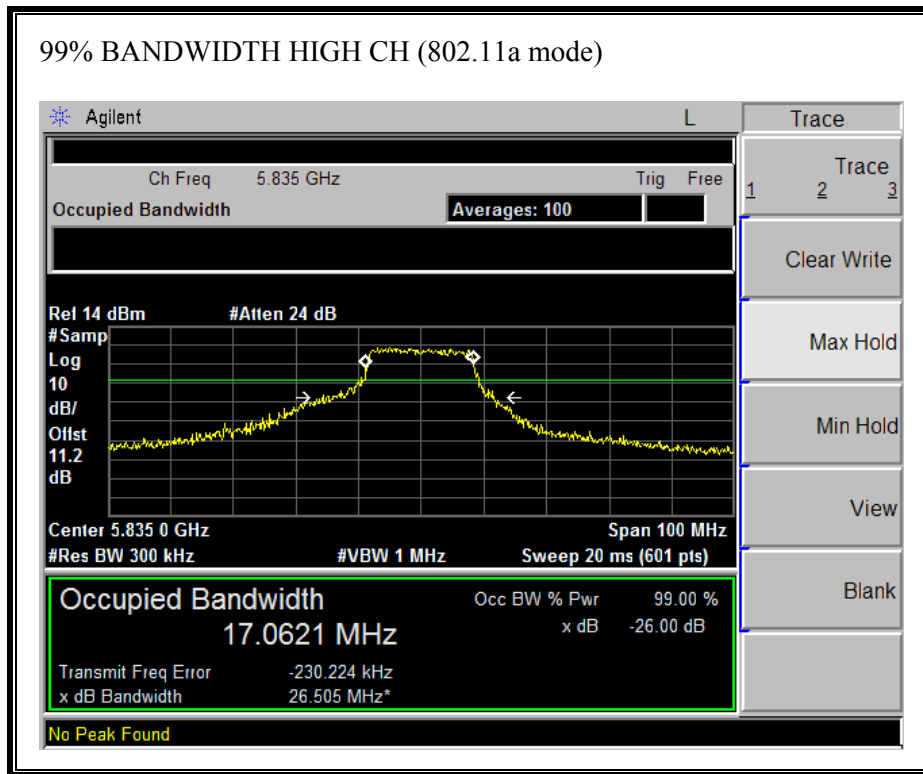 99% BANDWIDTH HIGH CH (802.11a mode)
Agilent L Trace
Ch Freq 5.835 GHz Trig Free
Occupied Bandwidth Averages: 100
Trace
1 2 3
Clear Write
Max Hold
Min Hold
View
Blank
Ref 14 dBm #Atten 24 dB
#Samp
Log
10
dB/
Offst
11.2
dB
Center 5.835 0 GHz Span 100 MHz
#Res BW 300 kHz #VBW 1 MHz Sweep 20 ms (601 pts)
Occupied Bandwidth Occ BW % Pwr 99.00 %
17.0621 MHz x dB -26.00 dB
Transmit Freq Error -230.224 kHz
x dB Bandwidth 26.505 MHz*
No Peak Found